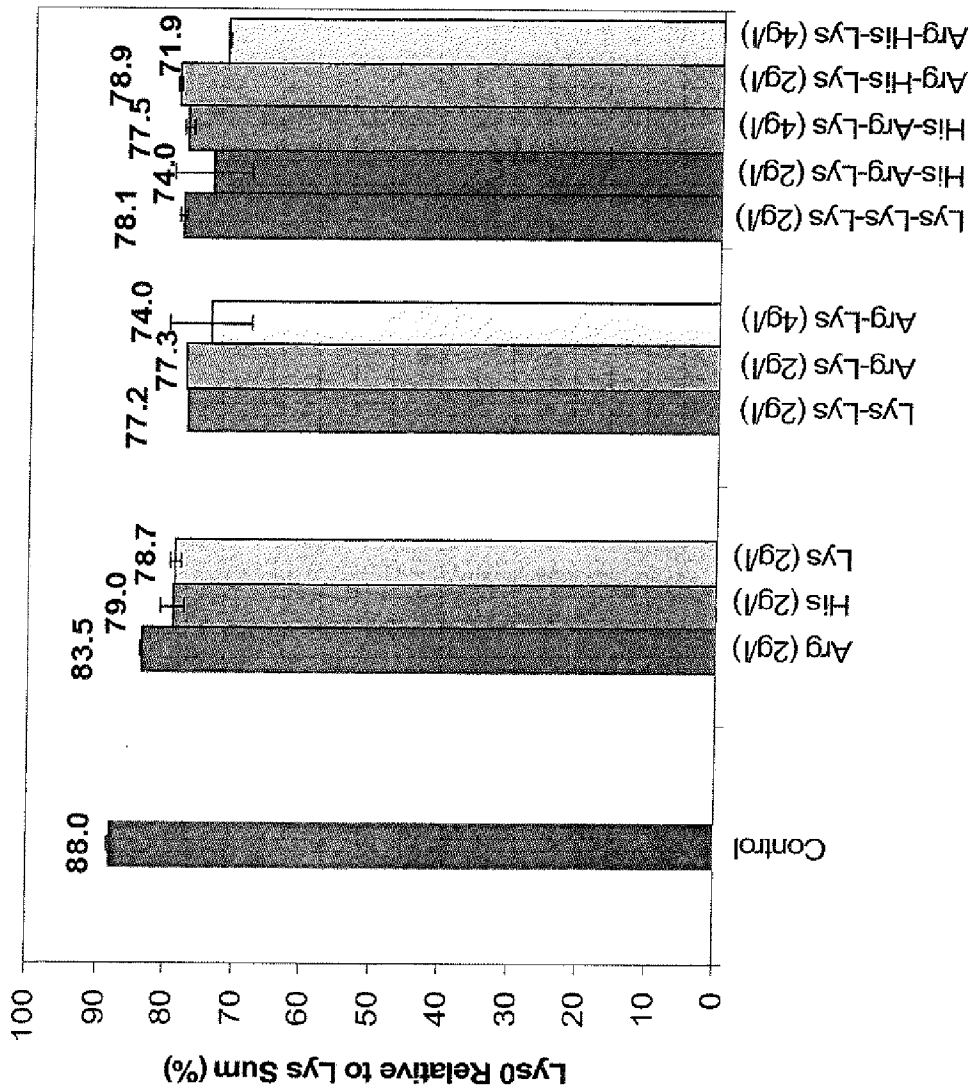 Lys0 Relative to Lys Sum (%)
100
90
80
70
60
50
40
30
20
10
0
88.0
83.5
79.0
78.7
77.2
77.3
74.0
78.1
74.0
77.5
78.9
71.9
Control
Arg (2g/l)
His (2g/l)
Lys (2g/l)
Lys-Lys (2g/l)
Arg-Lys (2g/l)
Arg-Lys (4g/l)
Lys-Lys-Lys (2g/l)
His-Arg-Lys (2g/l)
His-Arg-Lys (4g/l)
Arg-His-Lys (2g/l)
Arg-His-Lys (4g/l)